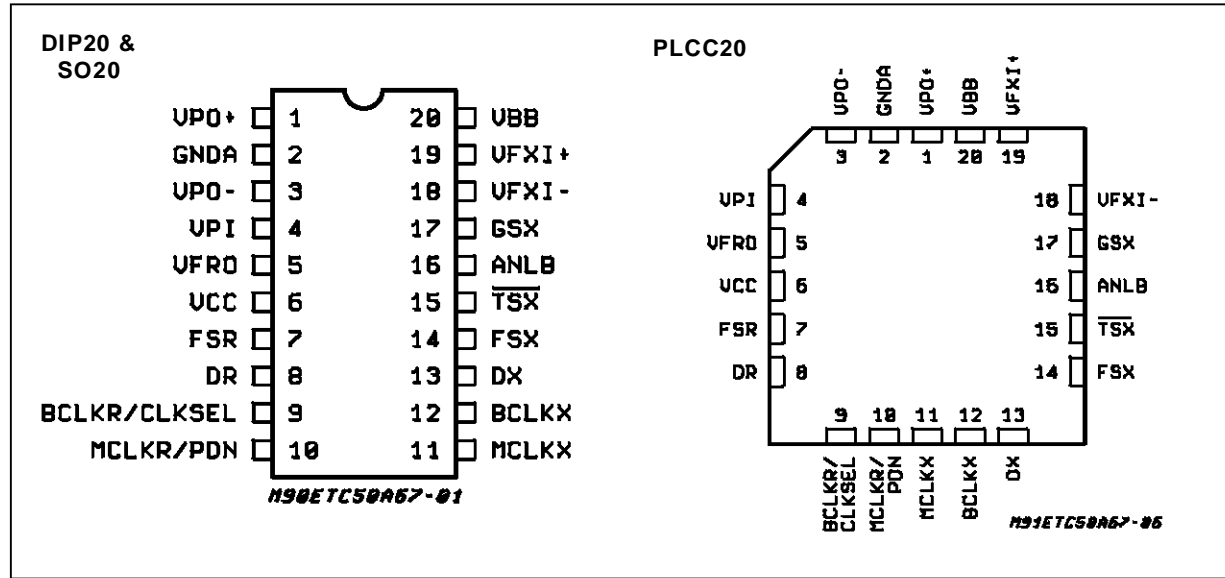 DIP20 &
SO20
VPO+ 1 20 VBB
GNDA 2 19 VFXI+
VPO- 3 18 VFXI-
VPI 4 17 GSX
VFRO 5 16 ANLB
VCC 6 15 TSX
FSR 7 14 FSX
DR 8 13 DX
BCLKR/CLKSEL 9 12 BCLKX
MCLKR/PDN 10 11 MCLKX
M90ETC50A67-01
PLCC20
VPO- GNDA VPO+ VBB VFXI+
3 2 1 20 19
VPI 4 18 VFXI-
VFRO 5 17 GSX
VCC 6 16 ANLB
FSR 7 15 TSX
DR 8 14 FSX
9 10 11 12 13
BCLKR/
CLKSEL
MCLKR/
PDN
MCLKX
BCLKX
DX
M91ETC50A67-06